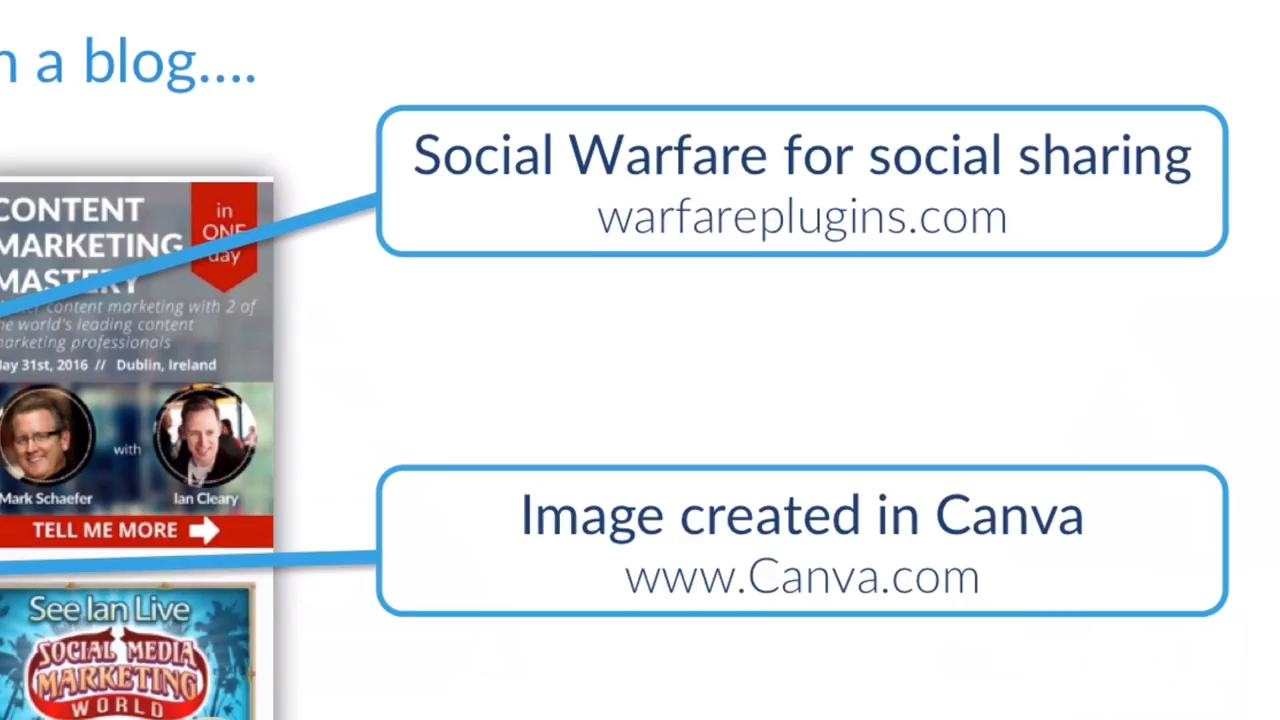 a blog....
Social Warfare for social sharing
warfareplugins.com
CONTENT
MARKETING
MASTERY
in
ONE
day
content marketing with 2 of
world's leading content
marketing professionals
May 31st, 2016 // Dublin, Ireland
with
Mark Schaefer
Ian Cleary
TELL ME MORE
Image created in Canva
www.Canva.com
See Ian Live
SOCIAL MEDIA
MARKETING
WORLD